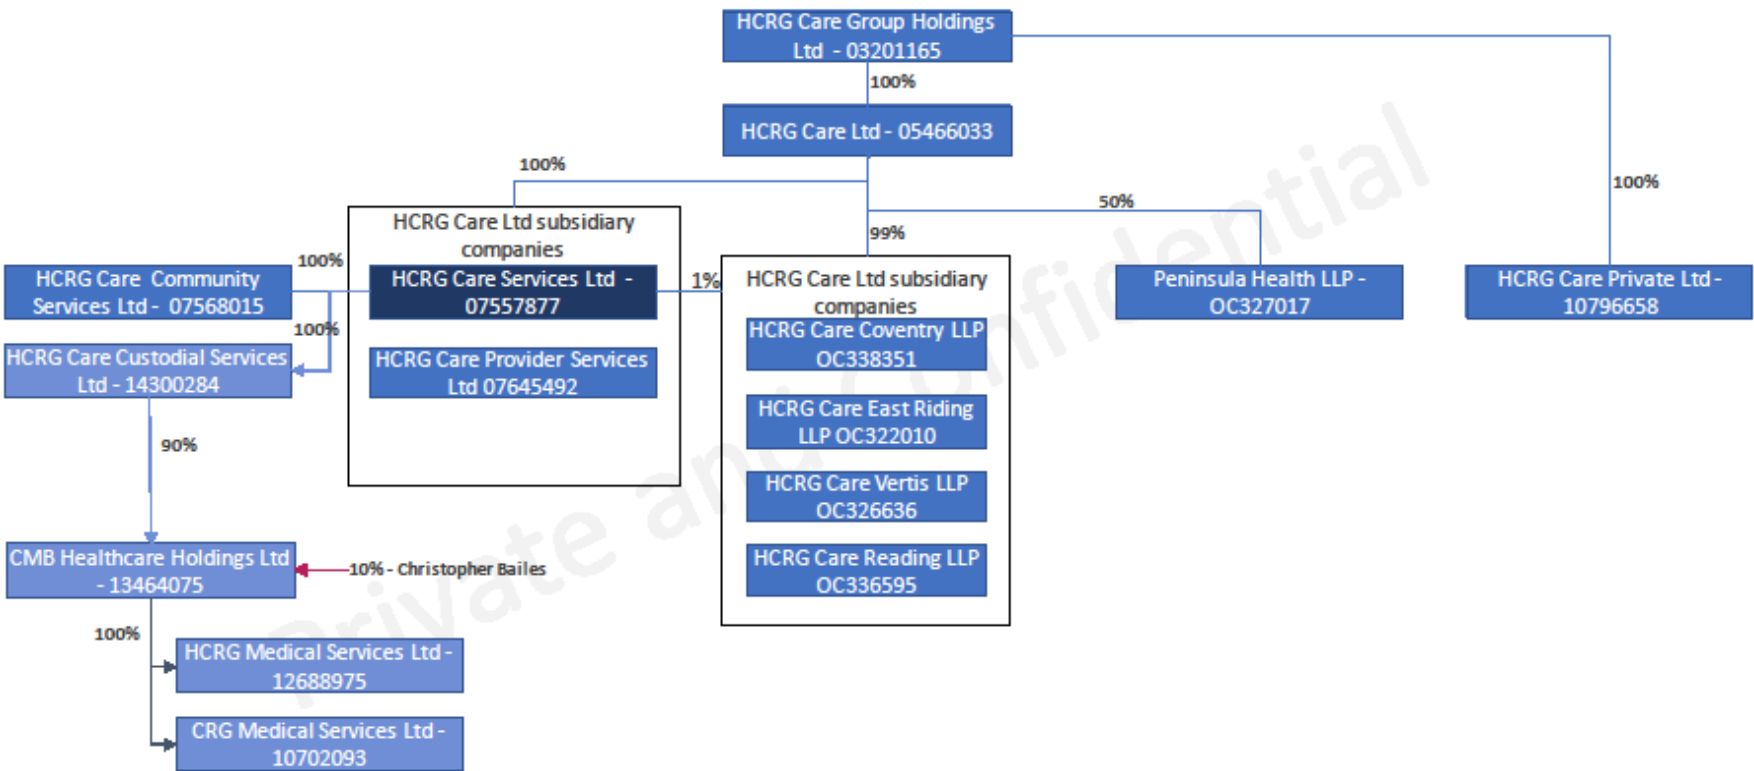 HCRG Care Group Holdings
Ltd - 03201165
100%
HCRG Care Ltd - 05466033
100%
50%
100%
99%
HCRG Care Ltd subsidiary
companies
HCRG Care Services Ltd -
07557877
HCRG Care Provider Services
Ltd 07645492
100%
HCRG Care Community
Services Ltd - 07568015
100%
HCRG Care Custodial Services
Ltd - 14300284
1%
HCRG Care Ltd subsidiary
companies
HCRG Care Coventry LLP
OC338351
HCRG Care East Riding
LLP OC322010
HCRG Care Vertis LLP
OC326636
HCRG Care Reading LLP
OC336595
Peninsula Health LLP -
OC327017
HCRG Care Private Ltd -
10796658
90%
CMB Healthcare Holdings Ltd
- 13464075
10% - Christopher Bailes
100%
HCRG Medical Services Ltd -
12688975
CRG Medical Services Ltd -
10702093
Private and Confidential